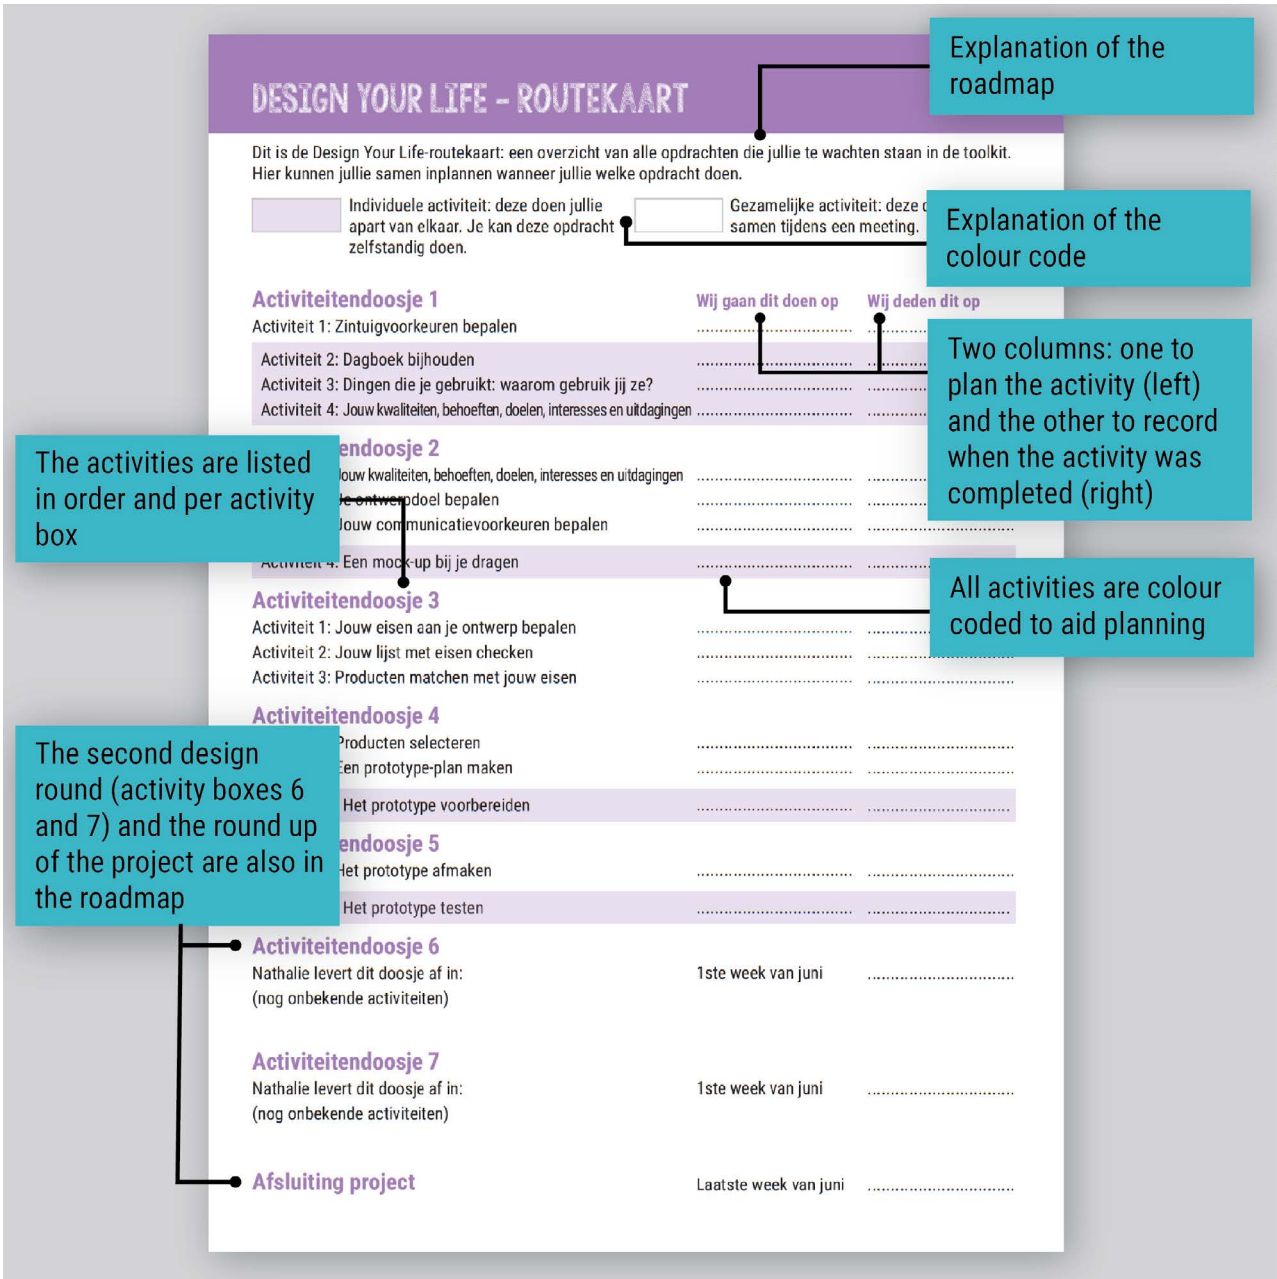 DESIGN YOUR LIFE – ROUTEKAART
Explanation of the
roadmap
Dit is de Design Your Life-routekaart: een overzicht van alle opdrachten die jullie te wachten staan in de toolkit.
Hier kunnen jullie samen inplannen wanneer jullie welke opdracht doen.
Individuele activiteit: deze doen jullie
apart van elkaar. Je kan deze opdracht
zelfstandig doen.
Gezamelijke activiteit: deze
samen tijdens een meeting.
Explanation of the
colour code
Activiteitendoosje 1
Wij gaan dit doen op
Wij deden dit op
Activiteit 1: Zintuigvoorkeuren bepalen
Activiteit 2: Dagboek bijhouden
Activiteit 3: Dingen die je gebruikt: waarom gebruik jij ze?
Activiteit 4: Jouw kwaliteiten, behoeften, doelen, interesses en uitdagingen
Two columns: one to
plan the activity (left)
and the other to record
when the activity was
completed (right)
The activities are listed
in order and per activity
box
endoosje 2
Jouw kwaliteiten, behoeften, doelen, interesses en uitdagingen
Je ontwerpdoel bepalen
Jouw communicatievoorkeuren bepalen
Activiteit 4: Een mock-up bij je dragen
All activities are colour
coded to aid planning
Activiteitendoosje 3
Activiteit 1: Jouw eisen aan je ontwerp bepalen
Activiteit 2: Jouw lijst met eisen checken
Activiteit 3: Producten matchen met jouw eisen
Activiteitendoosje 4
Producten selecteren
Een prototype-plan maken
Het prototype voorbereiden
The second design
round (activity boxes 6
and 7) and the round up
of the project are also in
the roadmap
endoosje 5
Het prototype afmaken
Het prototype testen
Activiteitendoosje 6
Nathalie levert dit doosje af in:
1ste week van juni
(nog onbekende activiteiten)
Activiteitendoosje 7
Nathalie levert dit doosje af in:
1ste week van juni
(nog onbekende activiteiten)
Afsluiting project
Laatste week van juni